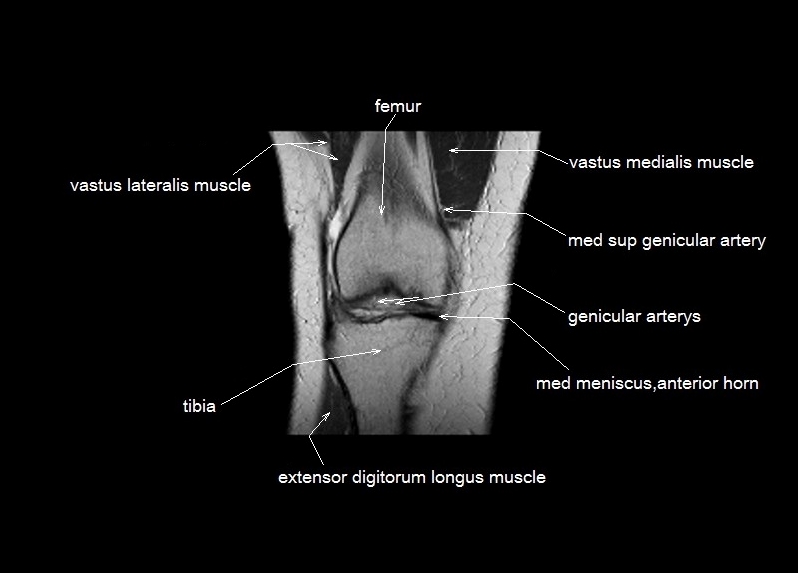 femur
vastus medialis muscle
vastus lateralis muscle
med sup genicular artery
genicular arterys
med meniscus,anterior horn
tibia
extensor digitorum longus muscle